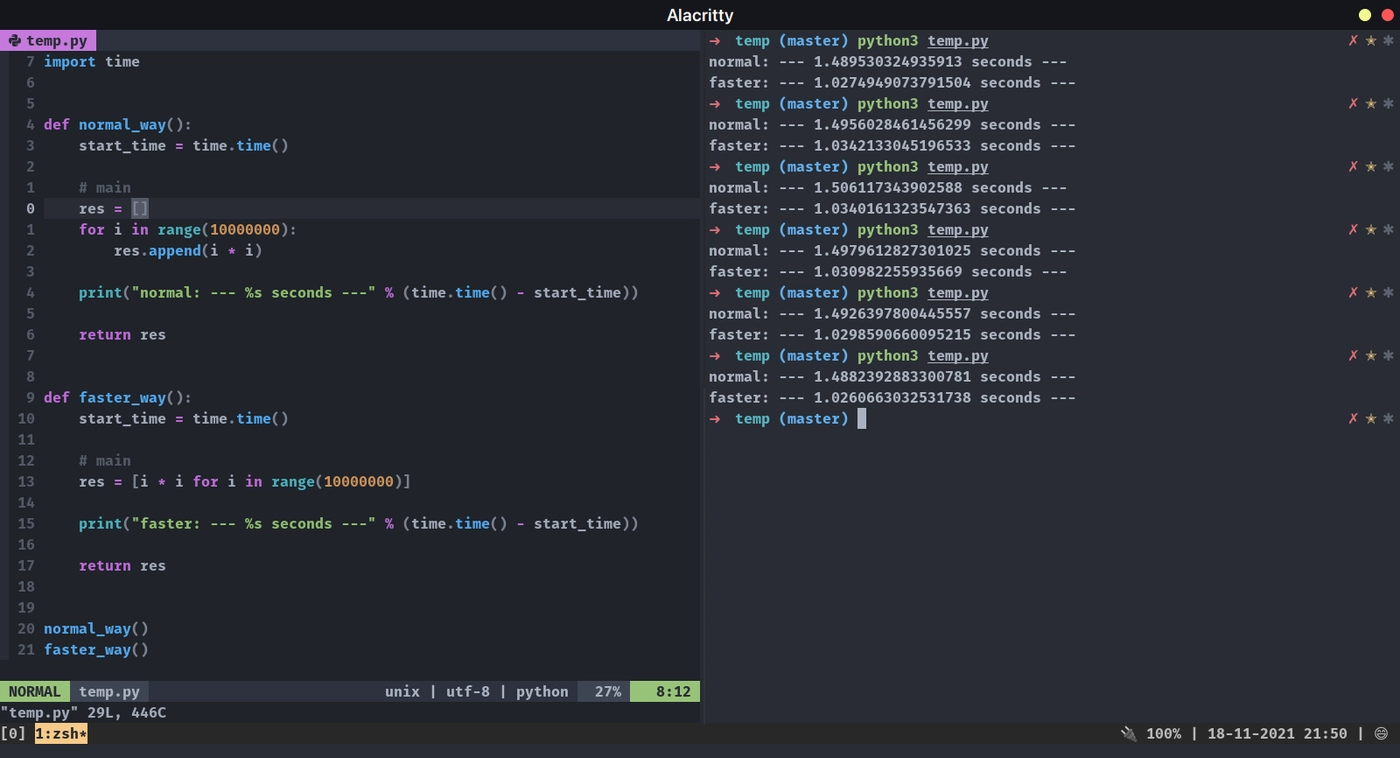 Alacritty
temp.py
7 import time
6
5
4 def normal_way():
3     start_time = time.time()
2
1     # main
0     res = []
1     for i in range(10000000):
2         res.append(i * i)
3
4     print("normal: --- %s seconds ---" % (time.time() - start_time))
5
6     return res
7
8
9 def faster_way():
10     start_time = time.time()
11
12     # main
13     res = [i * i for i in range(10000000)]
14
15     print("faster: --- %s seconds ---" % (time.time() - start_time))
16
17     return res
18
19
20 normal_way()
21 faster_way()
NORMAL temp.py unix | utf-8 | python 27% 8:12
"temp.py" 29L, 446C
➜ temp (master) python3 temp.py ✗ ✭ ✱
normal: --- 1.489530324935913 seconds ---
faster: --- 1.0274949073791504 seconds ---
➜ temp (master) python3 temp.py ✗ ✭ ✱
normal: --- 1.4956028461456299 seconds ---
faster: --- 1.0342133045196533 seconds ---
➜ temp (master) python3 temp.py ✗ ✭ ✱
normal: --- 1.506117343902588 seconds ---
faster: --- 1.0340161323547363 seconds ---
➜ temp (master) python3 temp.py ✗ ✭ ✱
normal: --- 1.4979612827301025 seconds ---
faster: --- 1.030982255935669 seconds ---
➜ temp (master) python3 temp.py ✗ ✭ ✱
normal: --- 1.4926397800445557 seconds ---
faster: --- 1.0298590660095215 seconds ---
➜ temp (master) python3 temp.py ✗ ✭ ✱
normal: --- 1.4882392883300781 seconds ---
faster: --- 1.0260663032531738 seconds ---
➜ temp (master) ✗ ✭ ✱
[0] 1:zsh* 🔌 100% | 18-11-2021 21:50 | 😄